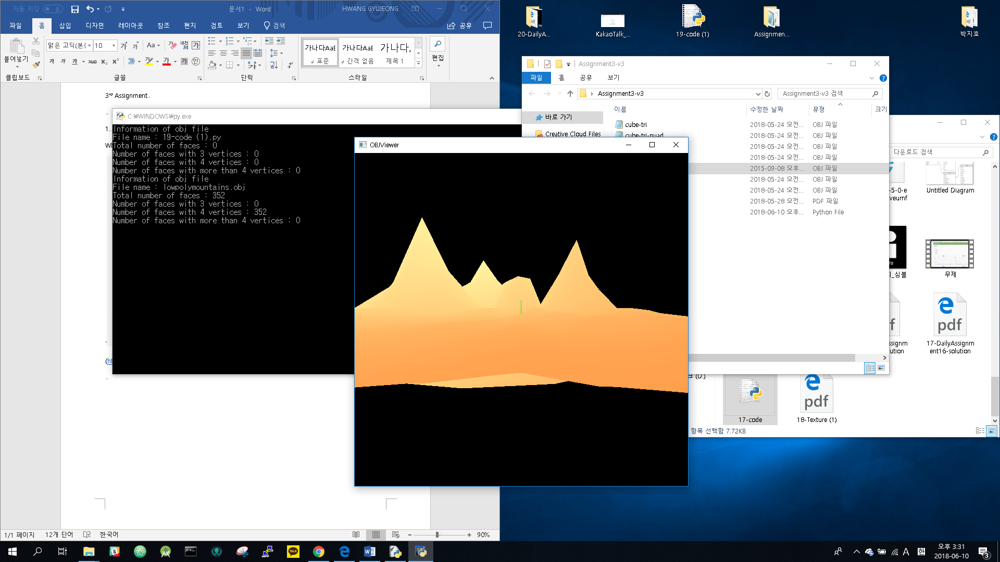 자동 저장
끔
문서1 - Word
HWANG GYUJEONG
파일
홈
삽입
디자인
레이아웃
참조
편지
검토
보기
검색
공유
붙여넣기
맑은 고딕(본
10
가나다AaB
표준
가나다AaB
간격 없음
가나다
제목 1
편집
클립보드
글꼴
단락
스타일
3rd Assignment
1.
C:₩WINDOWS₩py.exe
Information of obj file
File name : 19-code (1).py
Total number of faces : 0
Number of faces with 3 vertices : 0
Number of faces with 4 vertices : 0
Number of faces with more than 4 vertices : 0
Information of obj file
File name : lowpolymountains.obj
Total number of faces : 352
Number of faces with 3 vertices : 0
Number of faces with 4 vertices : 352
Number of faces with more than 4 vertices : 0
OBJViewer
1/1 페이지
12개 단어
한국어
90%
20-DailyA...
KakaoTalk_...
19-code (1)
Assignmen...
박지호
Assignment3-v3
파일
홈
공유
보기
Assignment3-v3
Assignment3-v3 검색
이름
수정한 날짜
유형
크기
바로 가기
Creative Cloud Files
cube-tri
2018-05-24 오전...
OBJ 파일
cube-tri-quad
2018-05-24 오전...
OBJ 파일
2018-05-24 오전...
OBJ 파일
2018-05-24 오전...
OBJ 파일
2015-09-08 오후...
OBJ 파일
2018-05-24 오전...
OBJ 파일
2018-05-24 오전...
OBJ 파일
2018-05-28 오전...
PDF 파일
2018-06-10 오후...
Python File
다운로드 검색
-5-0-e
veumf
Untitled Diagram
심볼
무제
ssignm
ution
17-DailyAssignm
ent16-solution
(D:)
17-code
18-Texture (1)
항목 선택함 7.72KB
TALK
A
오후 3:31
2018-06-10
3